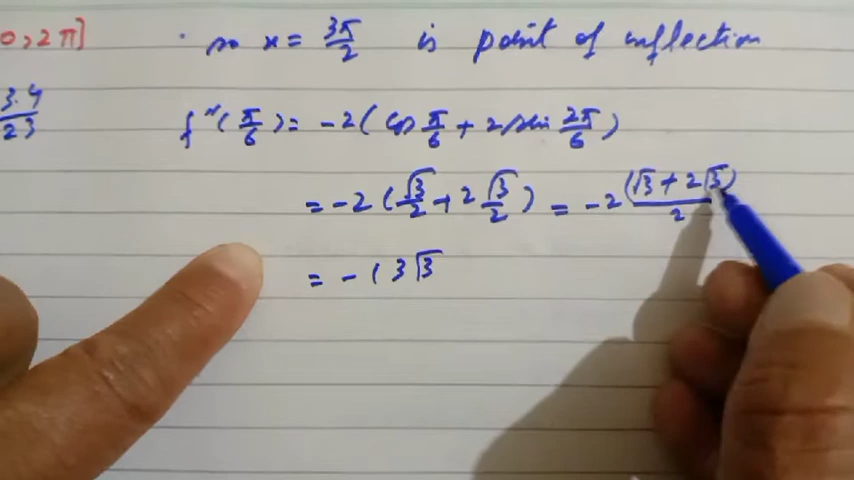 0, 2π]
· so x = 3π/2 is point of inflection
3.4/23
f''(π/6) = -2(cos π/6 + 2 sin 2π/6)
= -2(√3/2 + 2 √3/2) = -2 (√3 + 2√3)/2
= -(3√3